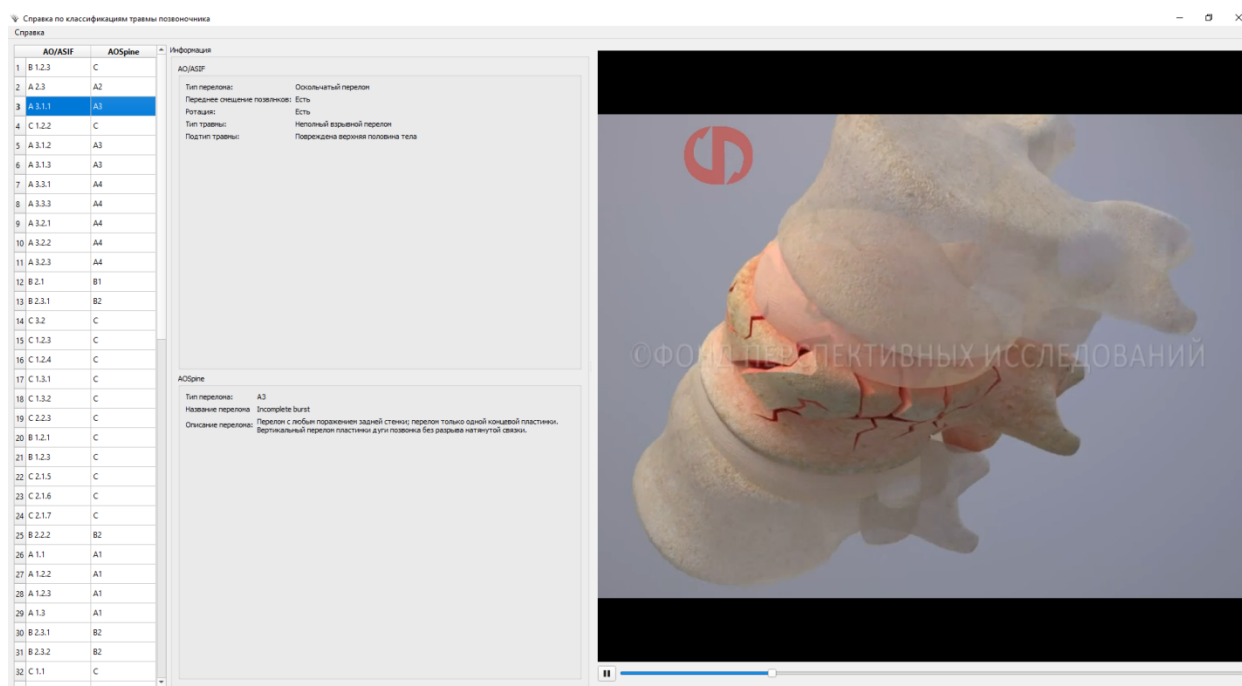 Справка по классификациям травмы позвоночника
Справка
AO/ASIF AOSpine
1 B 1.2.3 C
2 A 2.3 A2
3 A 3.1.1 A3
4 C 1.2.2 C
5 A 3.1.2 A3
6 A 3.1.3 A3
7 A 3.3.1 A4
8 A 3.3.3 A4
9 A 3.2.1 A4
10 A 3.2.2 A4
11 A 3.2.3 A4
12 B 2.1 B1
13 B 2.3.1 B2
14 C 3.2 C
15 C 1.2.3 C
16 C 1.2.4 C
17 C 1.3.1 C
18 C 1.3.2 C
19 C 2.2.3 C
20 B 1.2.1 C
21 B 1.2.3 C
22 C 2.1.5 C
23 C 2.1.6 C
24 C 2.1.7 C
25 B 2.2.2 B2
26 A 1.1 A1
27 A 1.2.2 A1
28 A 1.2.3 A1
29 A 1.3 A1
30 B 2.3.1 B2
31 B 2.3.2 B2
32 C 1.1 C
Информация
AO/ASIF
Тип перелома: Оскольчатый перелом
Переднее смещение позвонков: Есть
Ротация: Есть
Тип травмы: Неполный взрывной перелом
Подтип травмы: Повреждена верхняя половина тела
AOSpine
Тип перелома: A3
Название перелома Incomplete burst
Описание перелома: Перелом с любым поражением задней стенки; перелом только одной концевой пластинки.
Вертикальный перелом пластинки дуги позвонка без разрыва натянутой связки.
©ФОНД ПЕРСПЕКТИВНЫХ ИССЛЕДОВАНИЙ